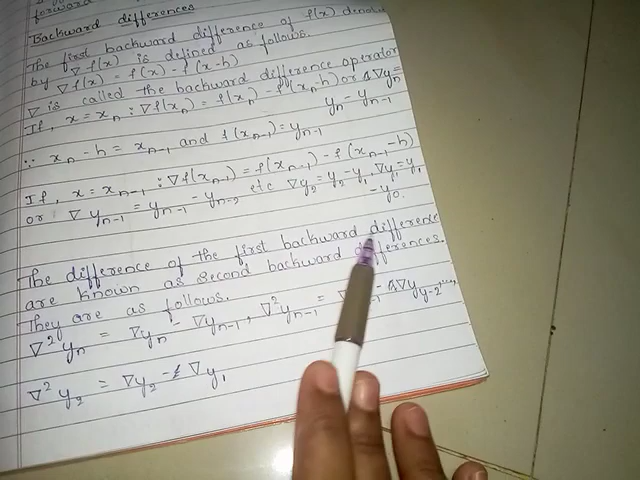 forward
Backward differences
The first backward difference of f(x) denoted
by ∇f(x) is defined as follows.
∇f(x) = f(x) - f(x-h)
∇ is called the backward difference operator
If, x = xₙ : ∇f(xₙ) = f(xₙ) - f(xₙ-h) or ∇yₙ =
yₙ - yₙ₋₁
∵ xₙ - h = xₙ₋₁ and f(xₙ₋₁) = yₙ₋₁
If, x = xₙ₋₁ : ∇f(xₙ₋₁) = f(xₙ₋₁) - f(xₙ₋₁-h)
or ∇yₙ₋₁ = yₙ₋₁ - yₙ₋₂ etc ∇y₂ = y₂ - y₁, ∇y₁ = y₁
- y₀.
The difference of the first backward difference
are known as second backward differences.
They are as follows.
∇²yₙ = ∇yₙ - ∇yₙ₋₁, ∇²yₙ₋₁ =
∇²y₂ = ∇y₂ - ∇y₁